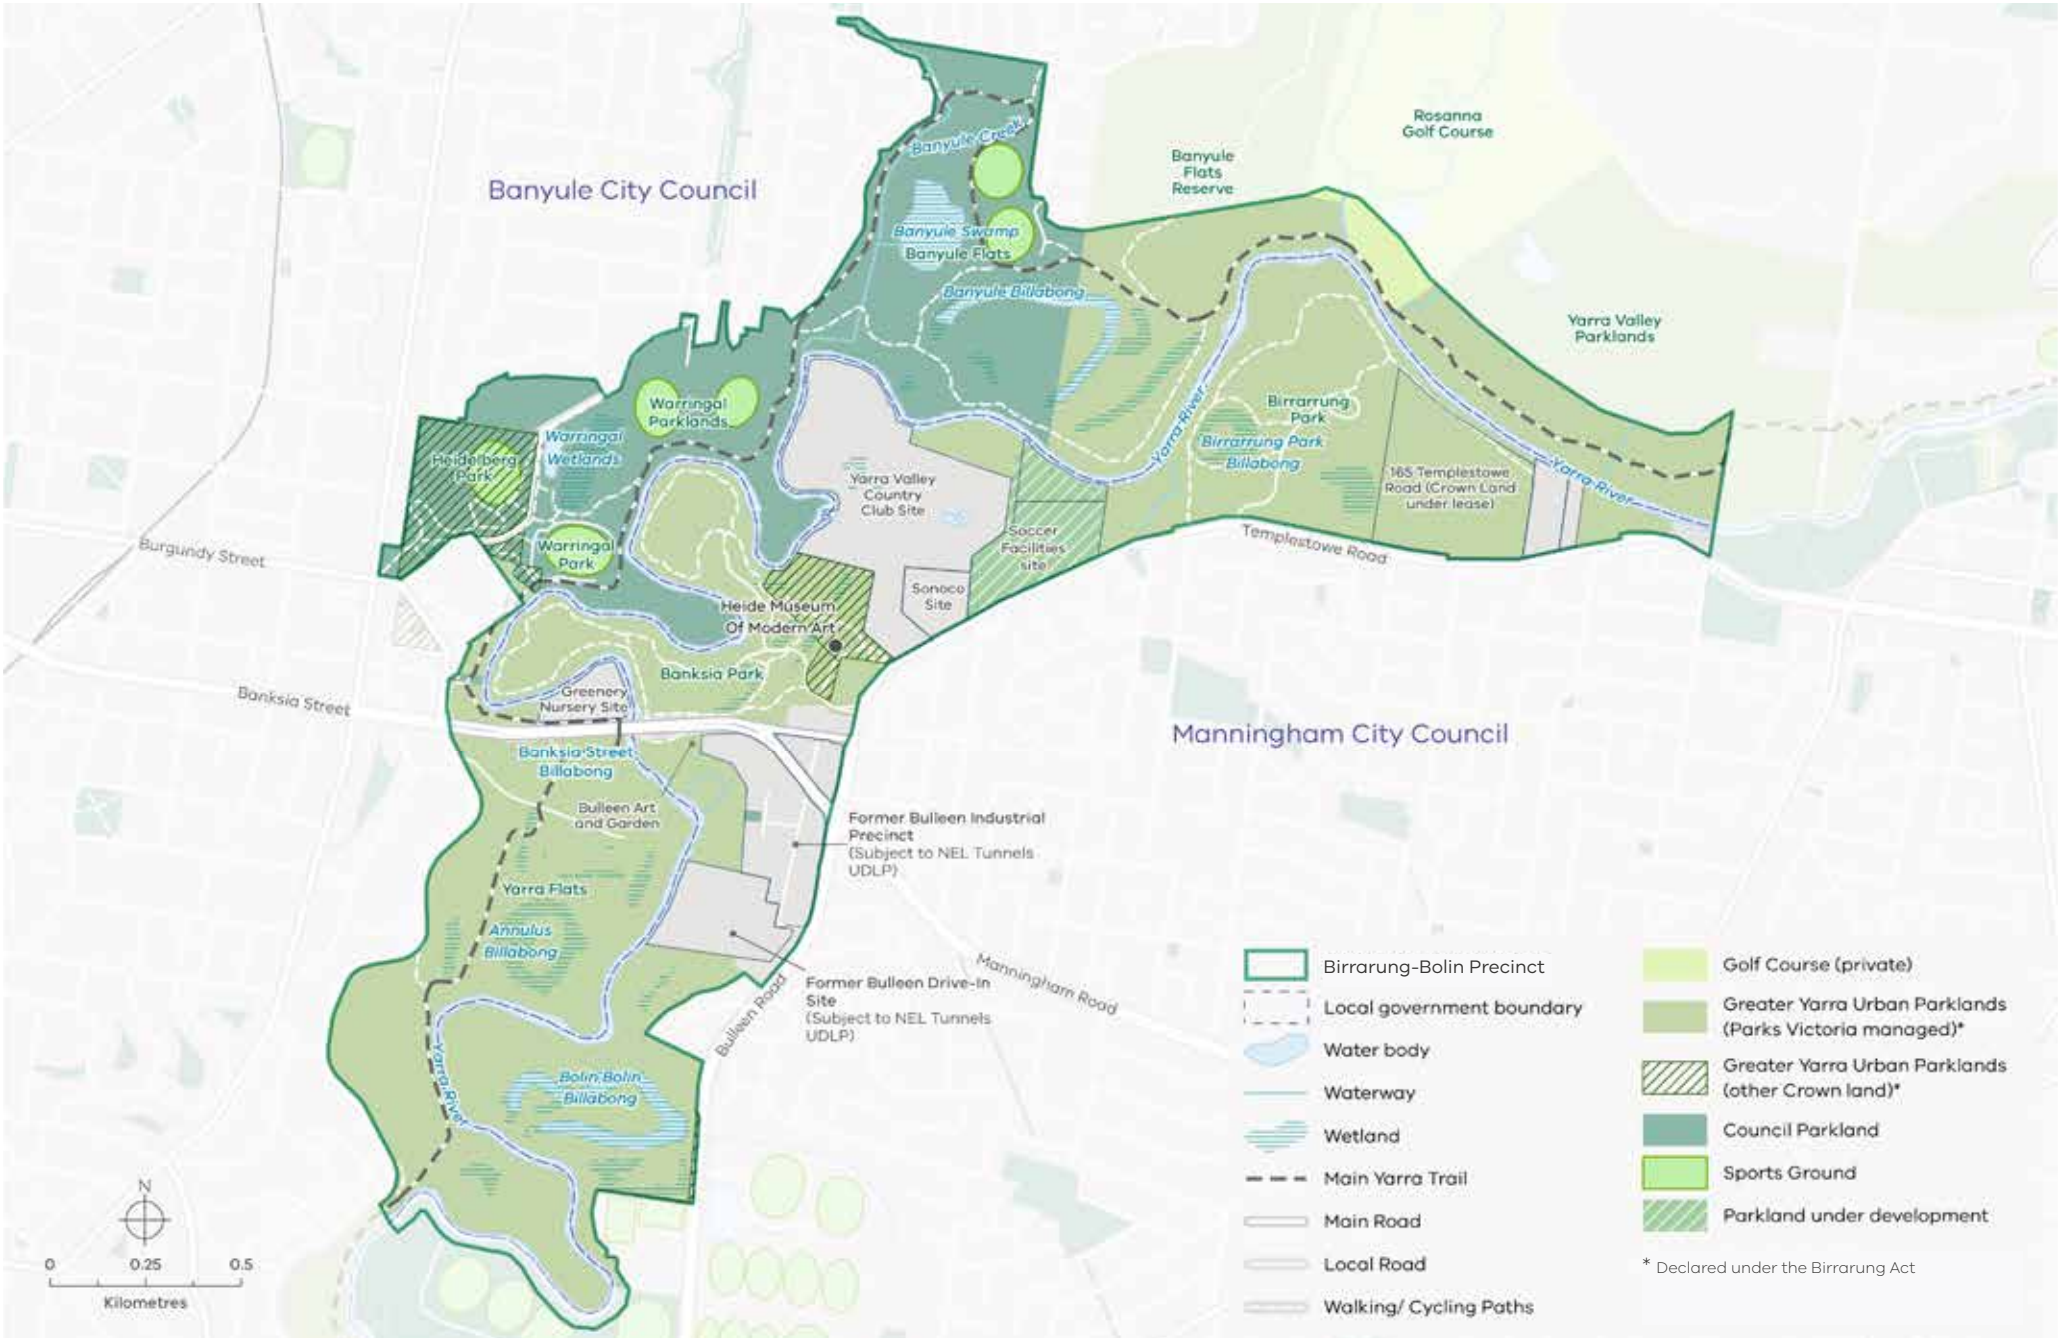 Rosanna
Golf Course
Banyule
Flats
Reserve
Banyule City Council
Banyule Creek
Banyule Swamp
Banyule Flats
Banyule Billabong
Yarra Valley
Parklands
Warringal
Parklands
Warringal
Wetlands
Heidelberg
Park
Birrarung
Park
Birrarung Park
Billabong
Yarra River
Yarra River
165 Templestowe
Road (Crown Land
under lease)
Yarra Valley
Country
Club Site
Soccer
Facilities
site
Templestowe Road
Burgundy Street
Warringal
Park
Sonoco
Site
Heide Museum
Of Modern Art
Banksia Park
Greenery
Nursery Site
Banksia Street
Manningham City Council
Banksia Street
Billabong
Bulleen Art
and Garden
Former Bulleen Industrial
Precinct
(Subject to NEL Tunnels
UDLP)
Yarra Flats
Annulus
Billabong
Former Bulleen Drive-In
Site
(Subject to NEL Tunnels
UDLP)
Bulleen Road
Manningham Road
Yarra River
Bolin Bolin
Billabong
N
0 0.25 0.5
Kilometres
Birrarung-Bolin Precinct
Local government boundary
Water body
Waterway
Wetland
Main Yarra Trail
Main Road
Local Road
Walking/ Cycling Paths
Golf Course (private)
Greater Yarra Urban Parklands
(Parks Victoria managed)*
Greater Yarra Urban Parklands
(other Crown land)*
Council Parkland
Sports Ground
Parkland under development
* Declared under the Birrarung Act